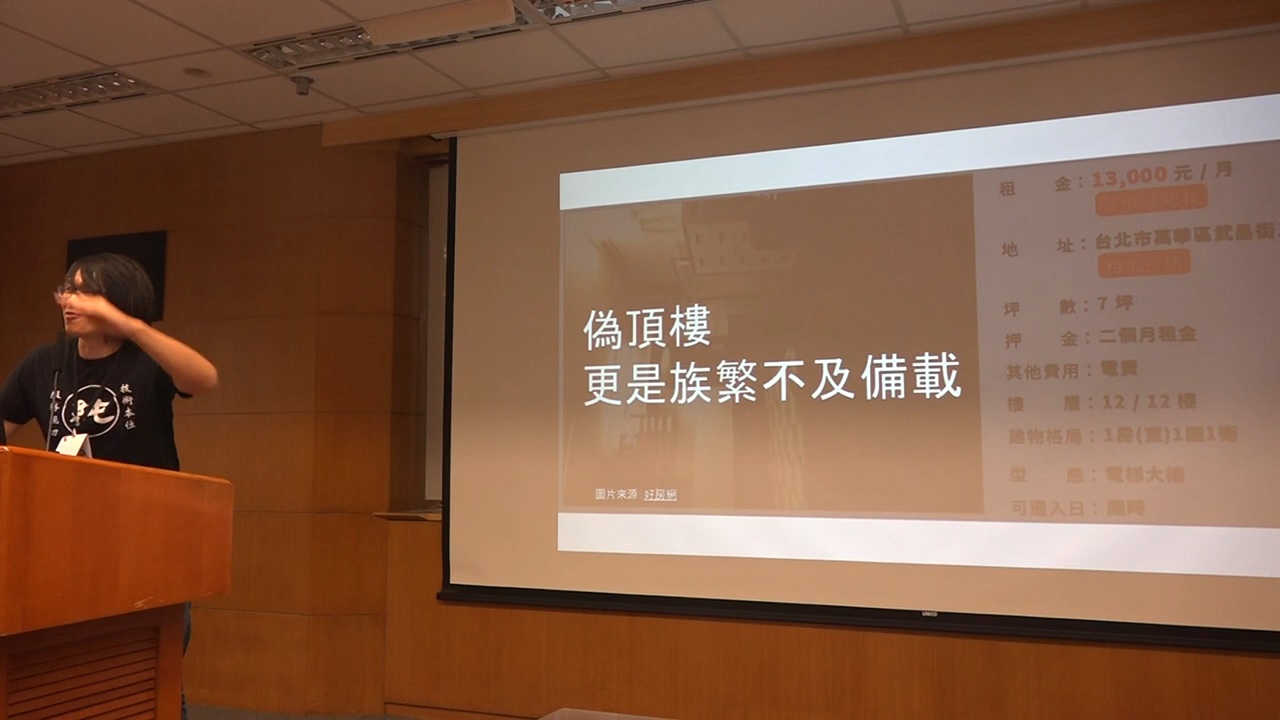 偽頂樓
更是族繁不及備載
圖片來源 好房網
租 金：13,000 元 / 月
地 址：台北市萬華區武昌街
坪 數：7 坪
押 金：二個月租金
其他費用：電費
樓 層：12 / 12 樓
建物格局：1房(室)1廳1衛
型 態：電梯大樓
可遷入日：隨時
技術本位